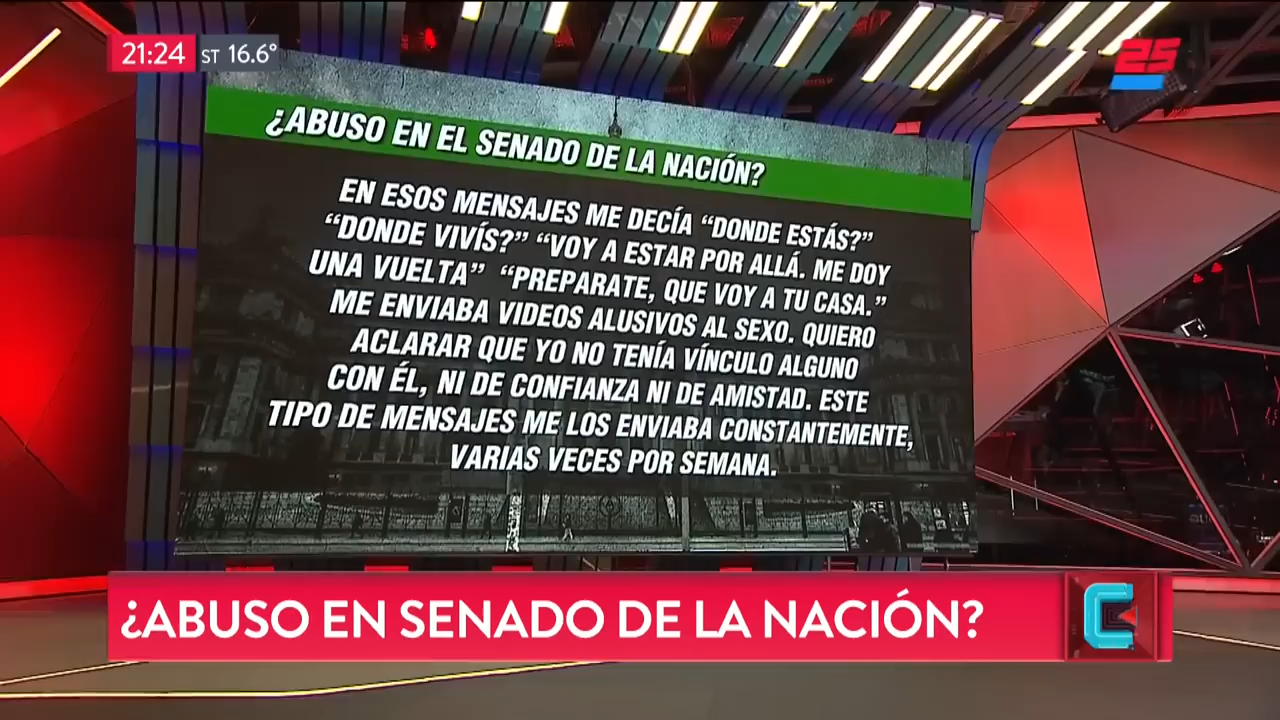 21:24 ST 16.6°
25
¿ABUSO EN EL SENADO DE LA NACIÓN?
EN ESOS MENSAJES ME DECÍA “DONDE ESTÁS?”
“DONDE VIVÍS?” “VOY A ESTAR POR ALLÁ. ME DOY
UNA VUELTA” “PREPARATE, QUE VOY A TU CASA.”
ME ENVIABA VIDEOS ALUSIVOS AL SEXO. QUIERO
ACLARAR QUE YO NO TENÍA VÍNCULO ALGUNO
CON ÉL, NI DE CONFIANZA NI DE AMISTAD. ESTE
TIPO DE MENSAJES ME LOS ENVIABA CONSTANTEMENTE,
VARIAS VECES POR SEMANA.
¿ABUSO EN SENADO DE LA NACIÓN?
C